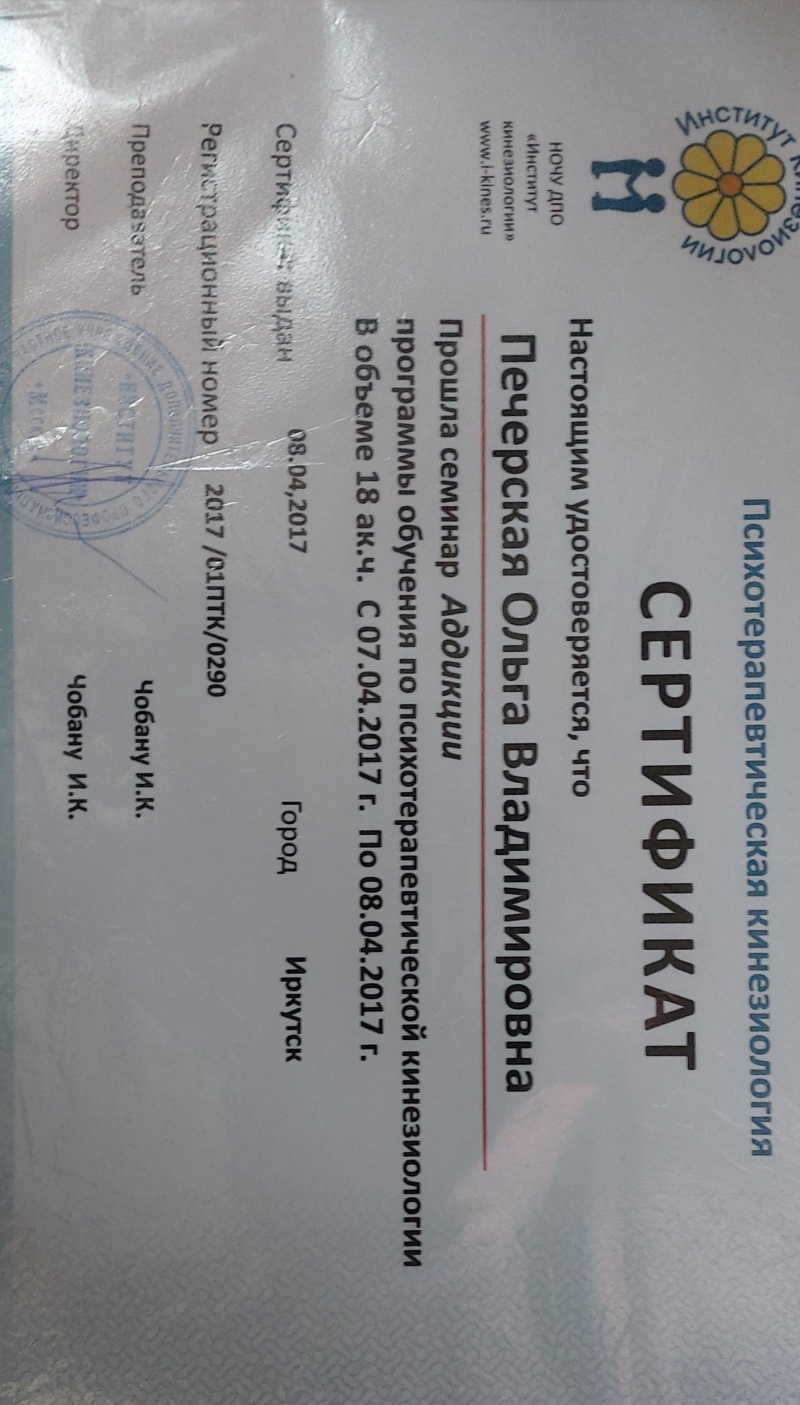 Институт Кинезиологии
НОЧУ ДПО
«Институт
кинезиологии»
www.i-kines.ru
Психотерапевтическая кинезиология
СЕРТИФИКАТ
Настоящим удостоверяется, что
Печерская Ольга Владимировна
Прошла семинар Аддикции
программы обучения по психотерапевтической кинезиологии
В объеме 18 ак.ч. С 07.04.2017 г. По 08.04.2017 г.
Сертификат выдан 08.04,2017 Город Иркутск
Регистрационный номер 2017 /01ПТК/0290
Преподаватель Чобану И.К.
Директор Чобану И.К.